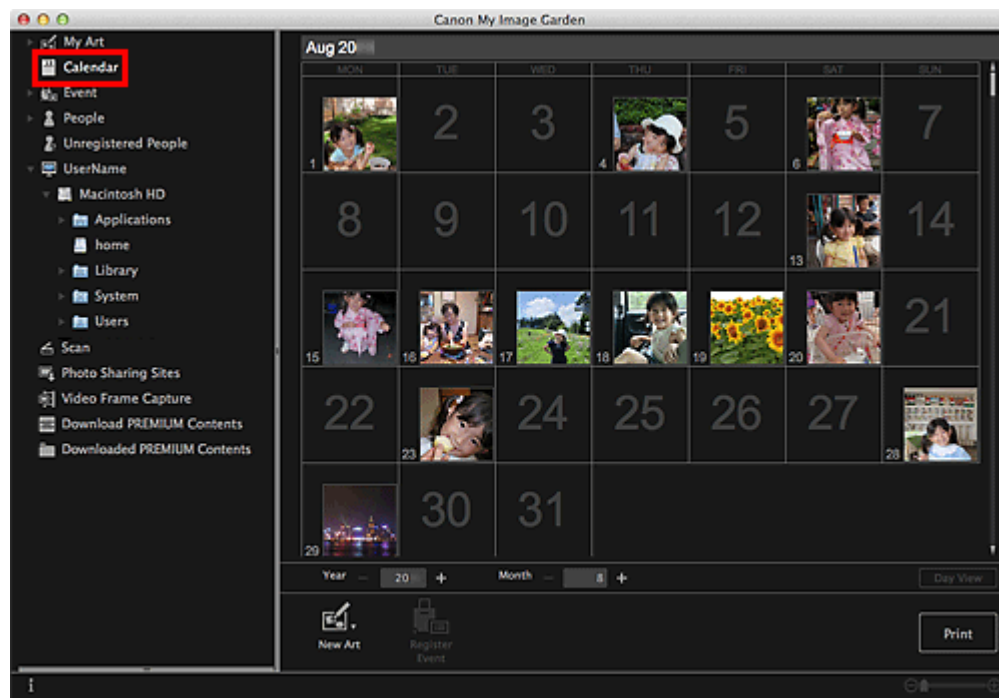 Canon My Image Garden
My Art
Calendar
Event
People
Unregistered People
UserName
Macintosh HD
Applications
home
Library
System
Users
Scan
Photo Sharing Sites
Video Frame Capture
Download PREMIUM Contents
Downloaded PREMIUM Contents
Aug 20
MON TUE WED THU FRI SAT SUN
1 2 3 4 5 6 7
8 9 10 11 12 13 14
15 16 17 18 19 20 21
22 23 24 25 26 27 28
29 30 31
Year − 20 + Month − 8 + Day View
New Art Register Event Print